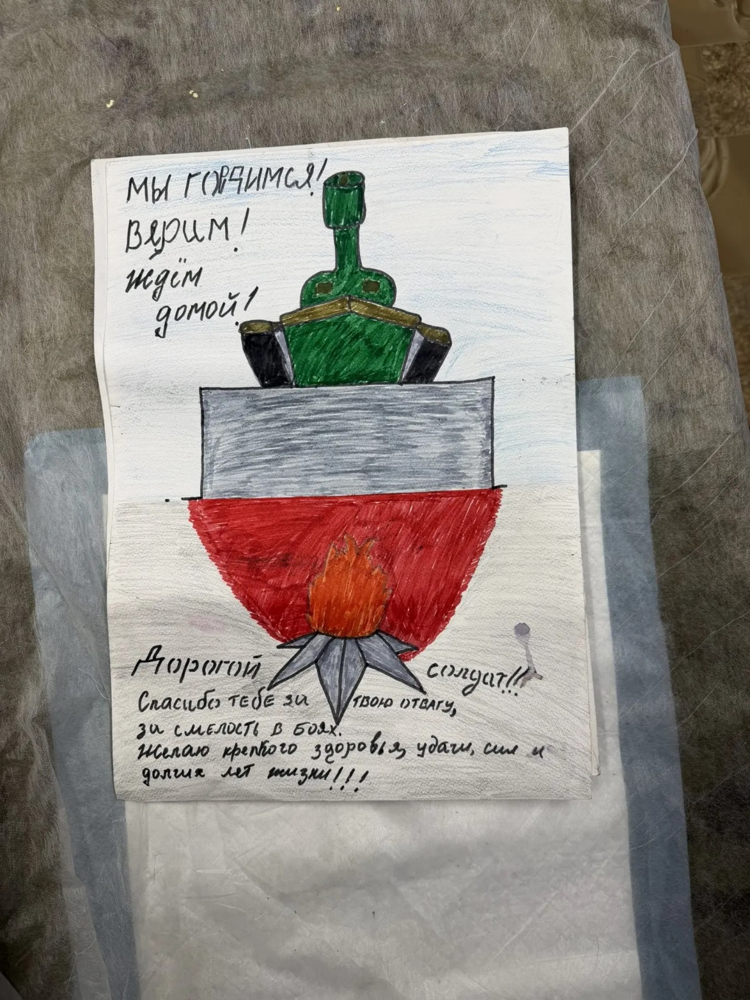 Мы гордимся!
Верим!
Ждём
домой!
Дорогой солдат!!!
Спасибо тебе за твою отвагу,
за смелость в боях.
Желаю крепкого здоровья, удачи, сил и
долгих лет жизни!!!